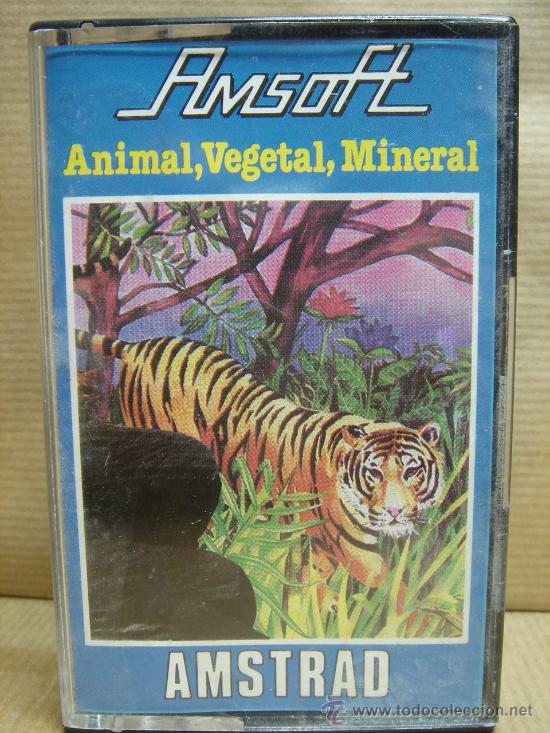 Amsoft
Animal, Vegetal, Mineral
AMSTRAD
www.todocoleccion.net